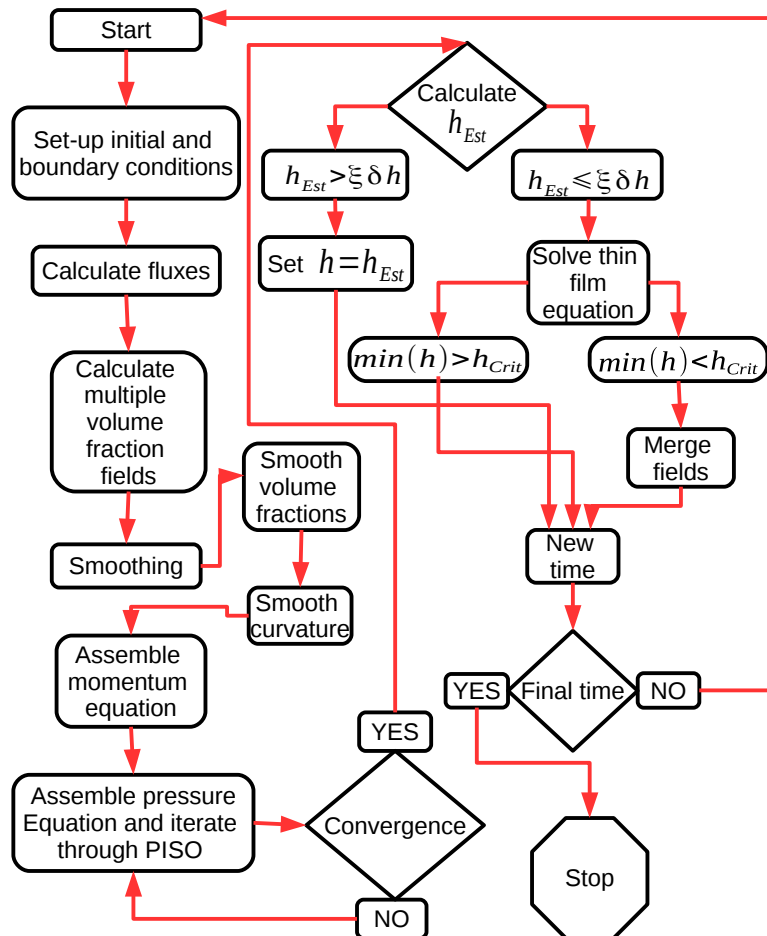 Start
Set-up initial and
boundary conditions
Calculate fluxes
Calculate
multiple
volume
fraction
fields
Smoothing
Smooth
volume
fractions
Smooth
curvature
Assemble
momentum
equation
Assemble pressure
Equation and iterate
through PISO
Convergence
YES
NO
Calculate
h_Est
h_Est>ξ δ h
Set h=h_Est
h_Est≤ξ δ h
Solve thin
film
equation
min(h)>h_Crit
min(h)<h_Crit
Merge
fields
New
time
Final time
YES
NO
Stop